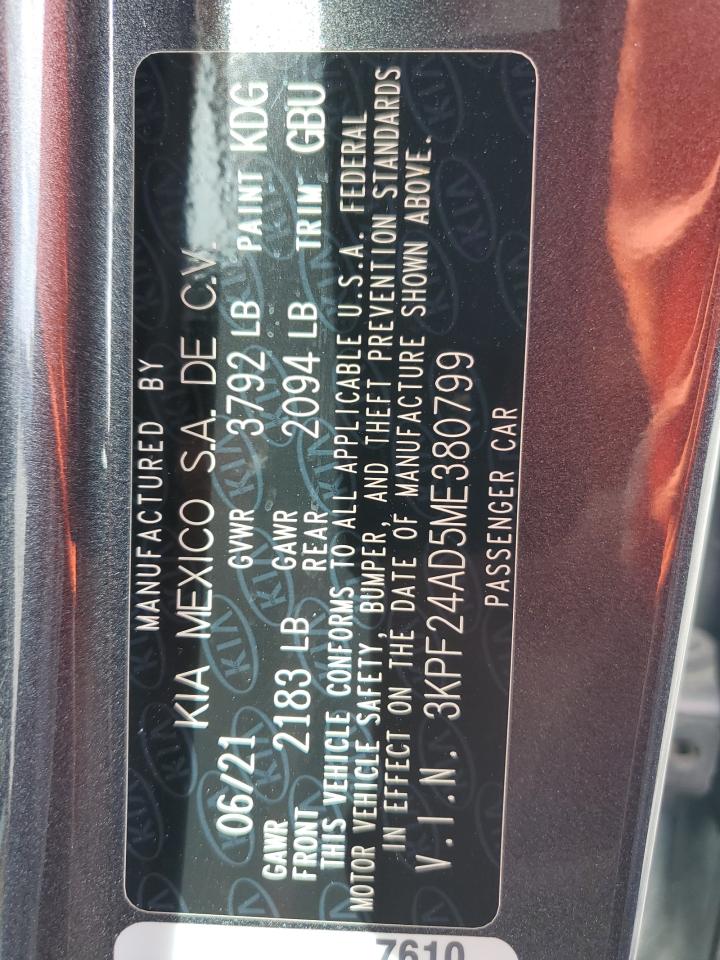 MANUFACTURED BY
KIA MEXICO S.A. DE C.V.
06/21 GVWR 3792 LB PAINT KDG
GAWR FRONT 2183 LB GAWR REAR 2094 LB TRIM GBU
THIS VEHICLE CONFORMS TO ALL APPLICABLE U.S.A. FEDERAL
MOTOR VEHICLE SAFETY, BUMPER, AND THEFT PREVENTION STANDARDS
IN EFFECT ON THE DATE OF MANUFACTURE SHOWN ABOVE.
V.I.N. 3KPF24AD5ME380799
PASSENGER CAR
7610